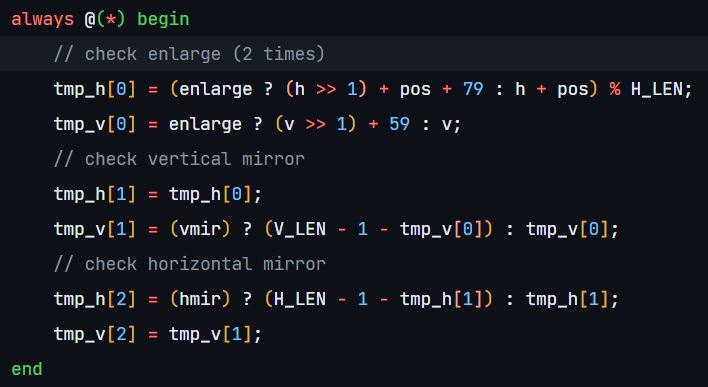 always @(*) begin
    // check enlarge (2 times)
    tmp_h[0] = (enlarge ? (h >> 1) + pos + 79 : h + pos) % H_LEN;
    tmp_v[0] = enlarge ? (v >> 1) + 59 : v;
    // check vertical mirror
    tmp_h[1] = tmp_h[0];
    tmp_v[1] = (vmir) ? (V_LEN - 1 - tmp_v[0]) : tmp_v[0];
    // check horizontal mirror
    tmp_h[2] = (hmir) ? (H_LEN - 1 - tmp_h[1]) : tmp_h[1];
    tmp_v[2] = tmp_v[1];
end